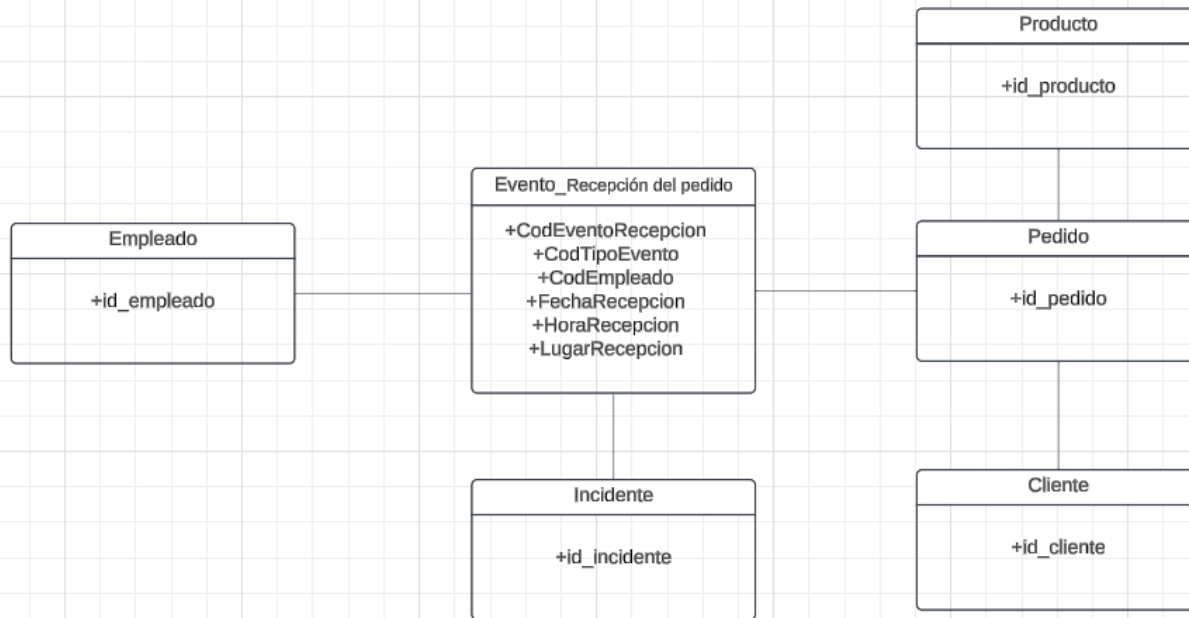 Producto
+id_producto
Evento_Recepción del pedido
+CodEventoRecepcion
+CodTipoEvento
+CodEmpleado
+FechaRecepcion
+HoraRecepcion
+LugarRecepcion
Empleado
+id_empleado
Pedido
+id_pedido
Incidente
+id_incidente
Cliente
+id_cliente